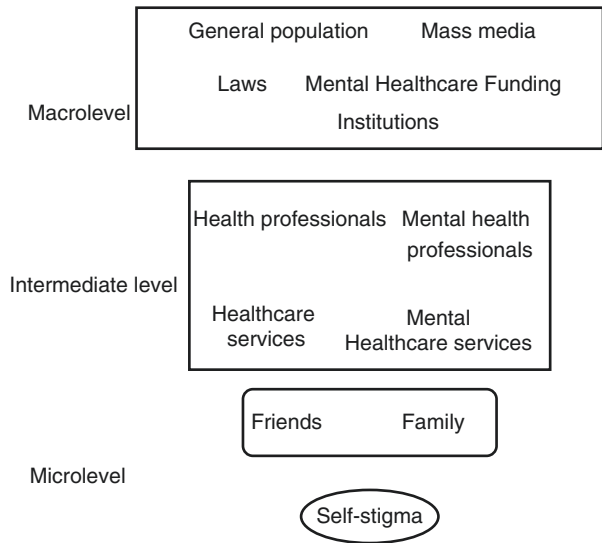 General population Mass media
Laws Mental Healthcare Funding
Macrolevel
Institutions
Health professionals Mental health
professionals
Intermediate level
Healthcare
services
Mental
Healthcare services
Friends Family
Microlevel
Self-stigma